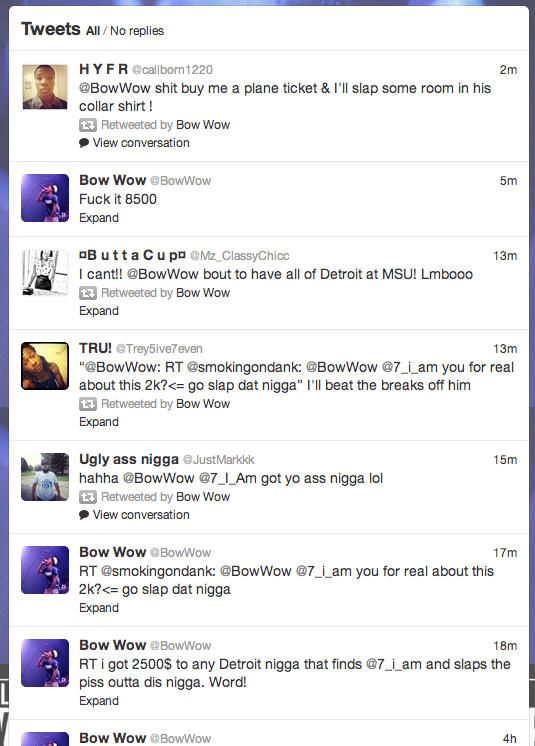 Tweets All / No replies
H Y F R @caliborn1220 2m
@BowWow shit buy me a plane ticket & I'll slap some room in his
collar shirt !
Retweeted by Bow Wow
View conversation
Bow Wow @BowWow 5m
Fuck it 8500
Expand
¤B u t t a C u p¤ @Mz_ClassyChicc 13m
I cant!! @BowWow bout to have all of Detroit at MSU! Lmbooo
Retweeted by Bow Wow
Expand
TRU! @Trey5ive7even 13m
“@BowWow: RT @smokingondank: @BowWow @7_i_am you for real
about this 2k?<= go slap dat nigga” I'll beat the breaks off him
Retweeted by Bow Wow
Expand
Ugly ass nigga @JustMarkkk 15m
hahha @BowWow @7_I_Am got yo ass nigga lol
Retweeted by Bow Wow
View conversation
Bow Wow @BowWow 17m
RT @smokingondank: @BowWow @7_i_am you for real about this
2k?<= go slap dat nigga
Expand
Bow Wow @BowWow 18m
RT i got 2500$ to any Detroit nigga that finds @7_i_am and slaps the
piss outta dis nigga. Word!
Expand
Bow Wow @BowWow 4h